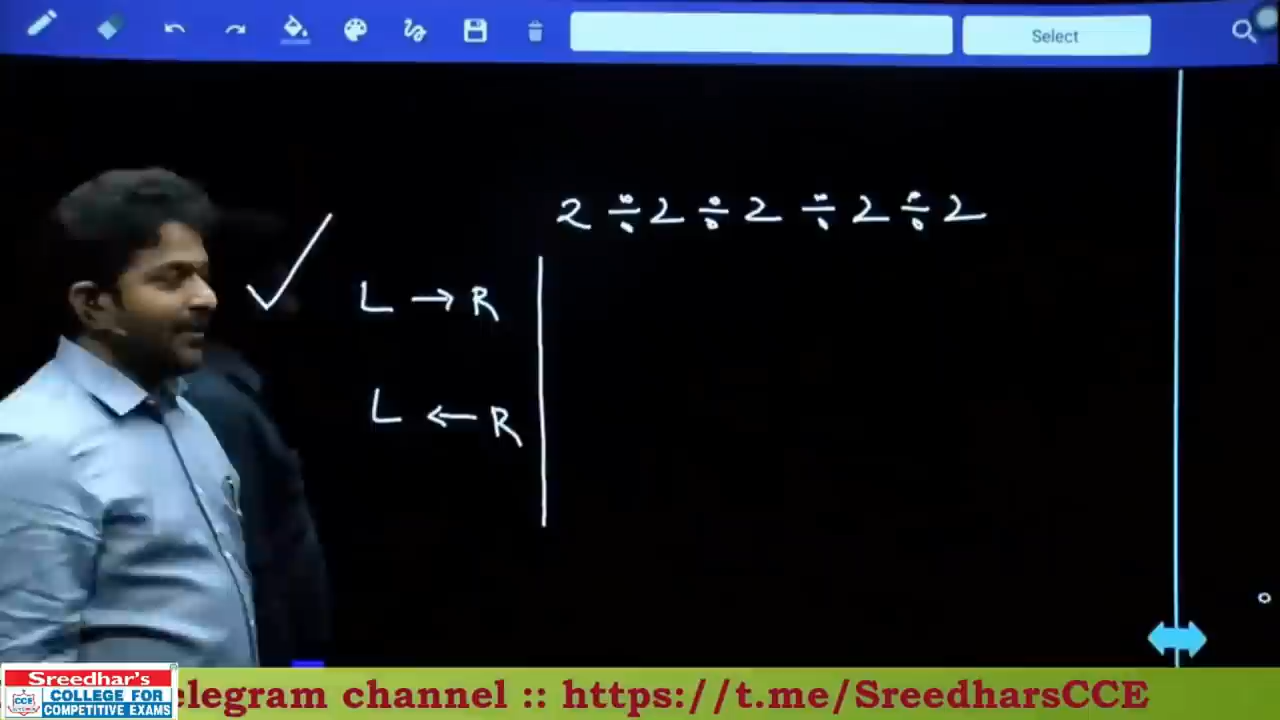 Select
2 ÷ 2 ÷ 2 ÷ 2 ÷ 2
L → R
L ← R
Sreedhar's
CCE
COLLEGE FOR
COMPETITIVE EXAMS
elegram channel :: https://t.me/SreedharsCCE